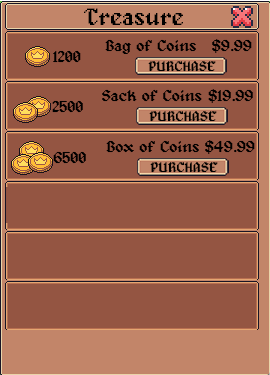 Treasure
1200 Bag of Coins $9.99
PURCHASE
2500 Sack of Coins $19.99
PURCHASE
6500 Box of Coins $49.99
PURCHASE